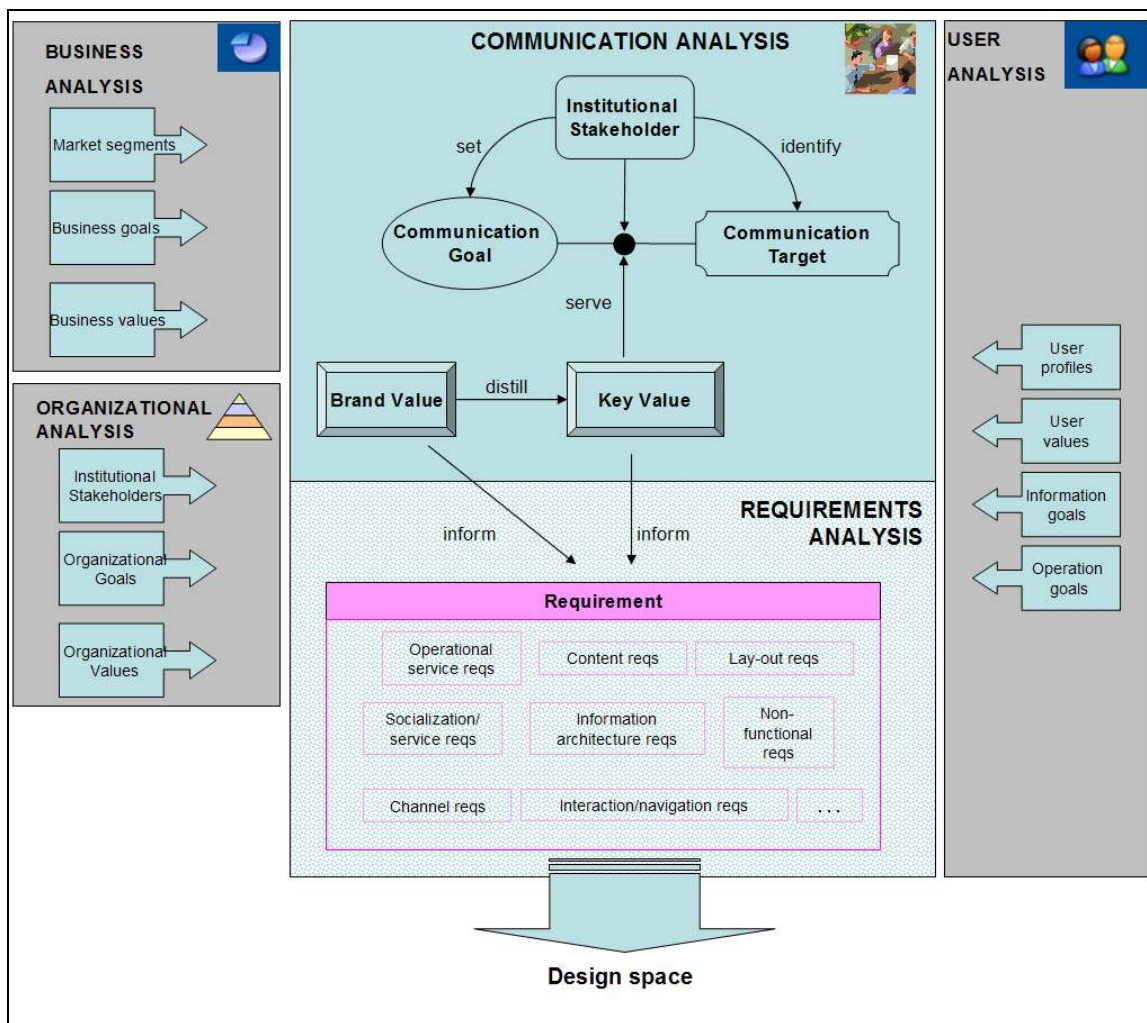 BUSINESS
ANALYSIS
Market segments
Business goals
Business values
ORGANIZATIONAL
ANALYSIS
Institutional
Stakeholders
Organizational
Goals
Organizational
Values
COMMUNICATION ANALYSIS
Institutional
Stakeholder
set
identify
Communication
Goal
Communication
Target
serve
Brand Value
distill
Key Value
REQUIREMENTS
ANALYSIS
inform
inform
Requirement
Operational
service reqs
Content reqs
Lay-out reqs
Socialization/
service reqs
Information
architecture reqs
Non-
functional
reqs
Channel reqs
Interaction/navigation reqs
...
Design space
USER
ANALYSIS
User
profiles
User
values
Information
goals
Operation
goals